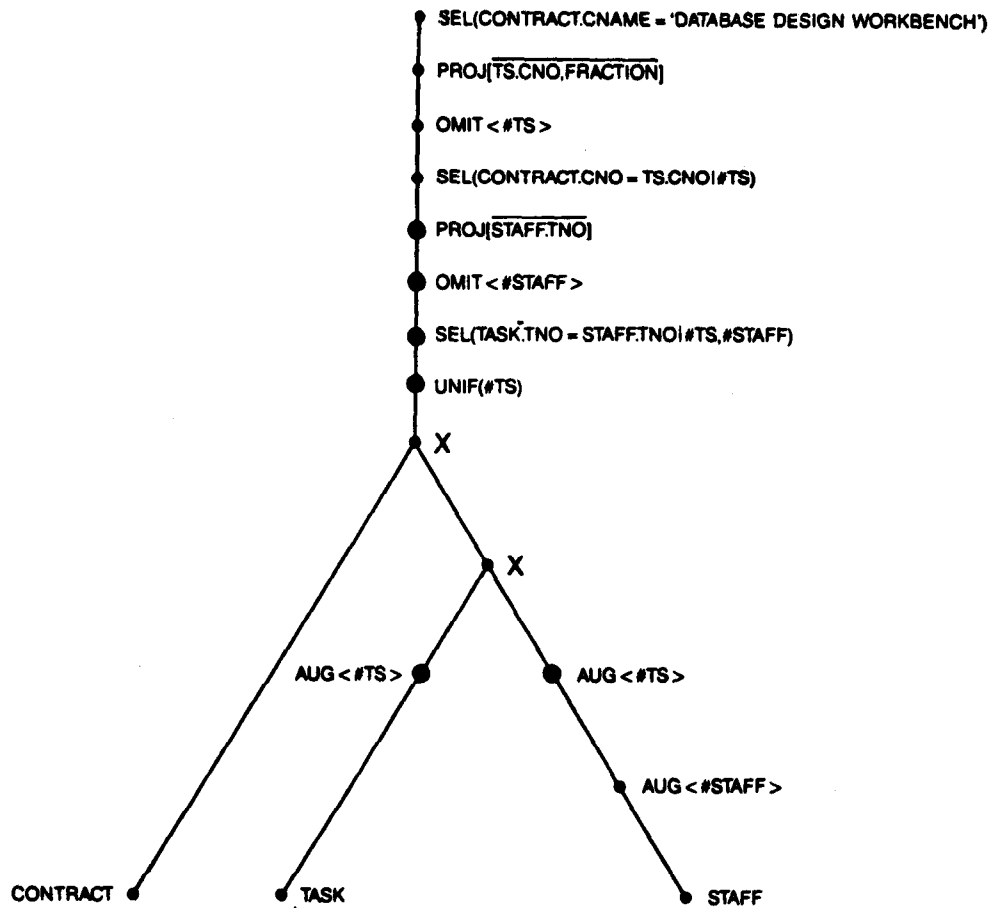 SEL(CONTRACT.CNAME = 'DATABASE DESIGN WORKBENCH')
PROJ[TS.CNO,FRACTION]
OMIT < #TS >
SEL(CONTRACT.CNO = TS.CNO|#TS)
PROJ[STAFF.TNO]
OMIT < #STAFF >
SEL(TASK.TNO = STAFF.TNO|#TS,#STAFF)
UNIF(#TS)
X
X
AUG < #TS >
AUG < #TS >
AUG < #STAFF >
CONTRACT
TASK
STAFF